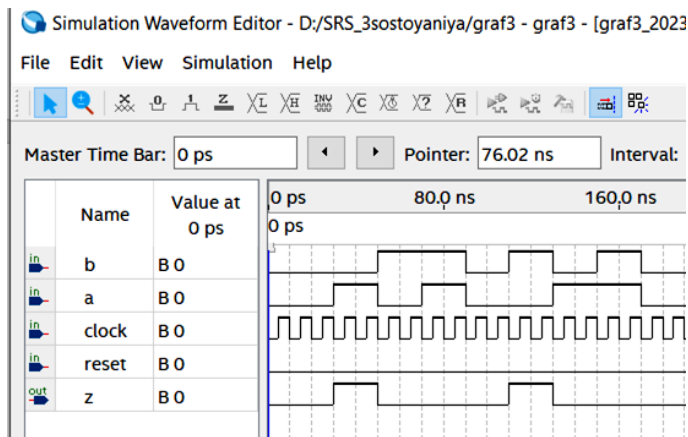 Simulation Waveform Editor - D:/SRS_3sostoyaniya/graf3 - graf3 - [graf3_2023
File Edit View Simulation Help
Master Time Bar: 0 ps Pointer: 76.02 ns Interval:
Name Value at 0 ps 0 ps 80.0 ns 160.0 ns
0 ps
in b B 0
in a B 0
in clock B 0
in reset B 0
out z B 0